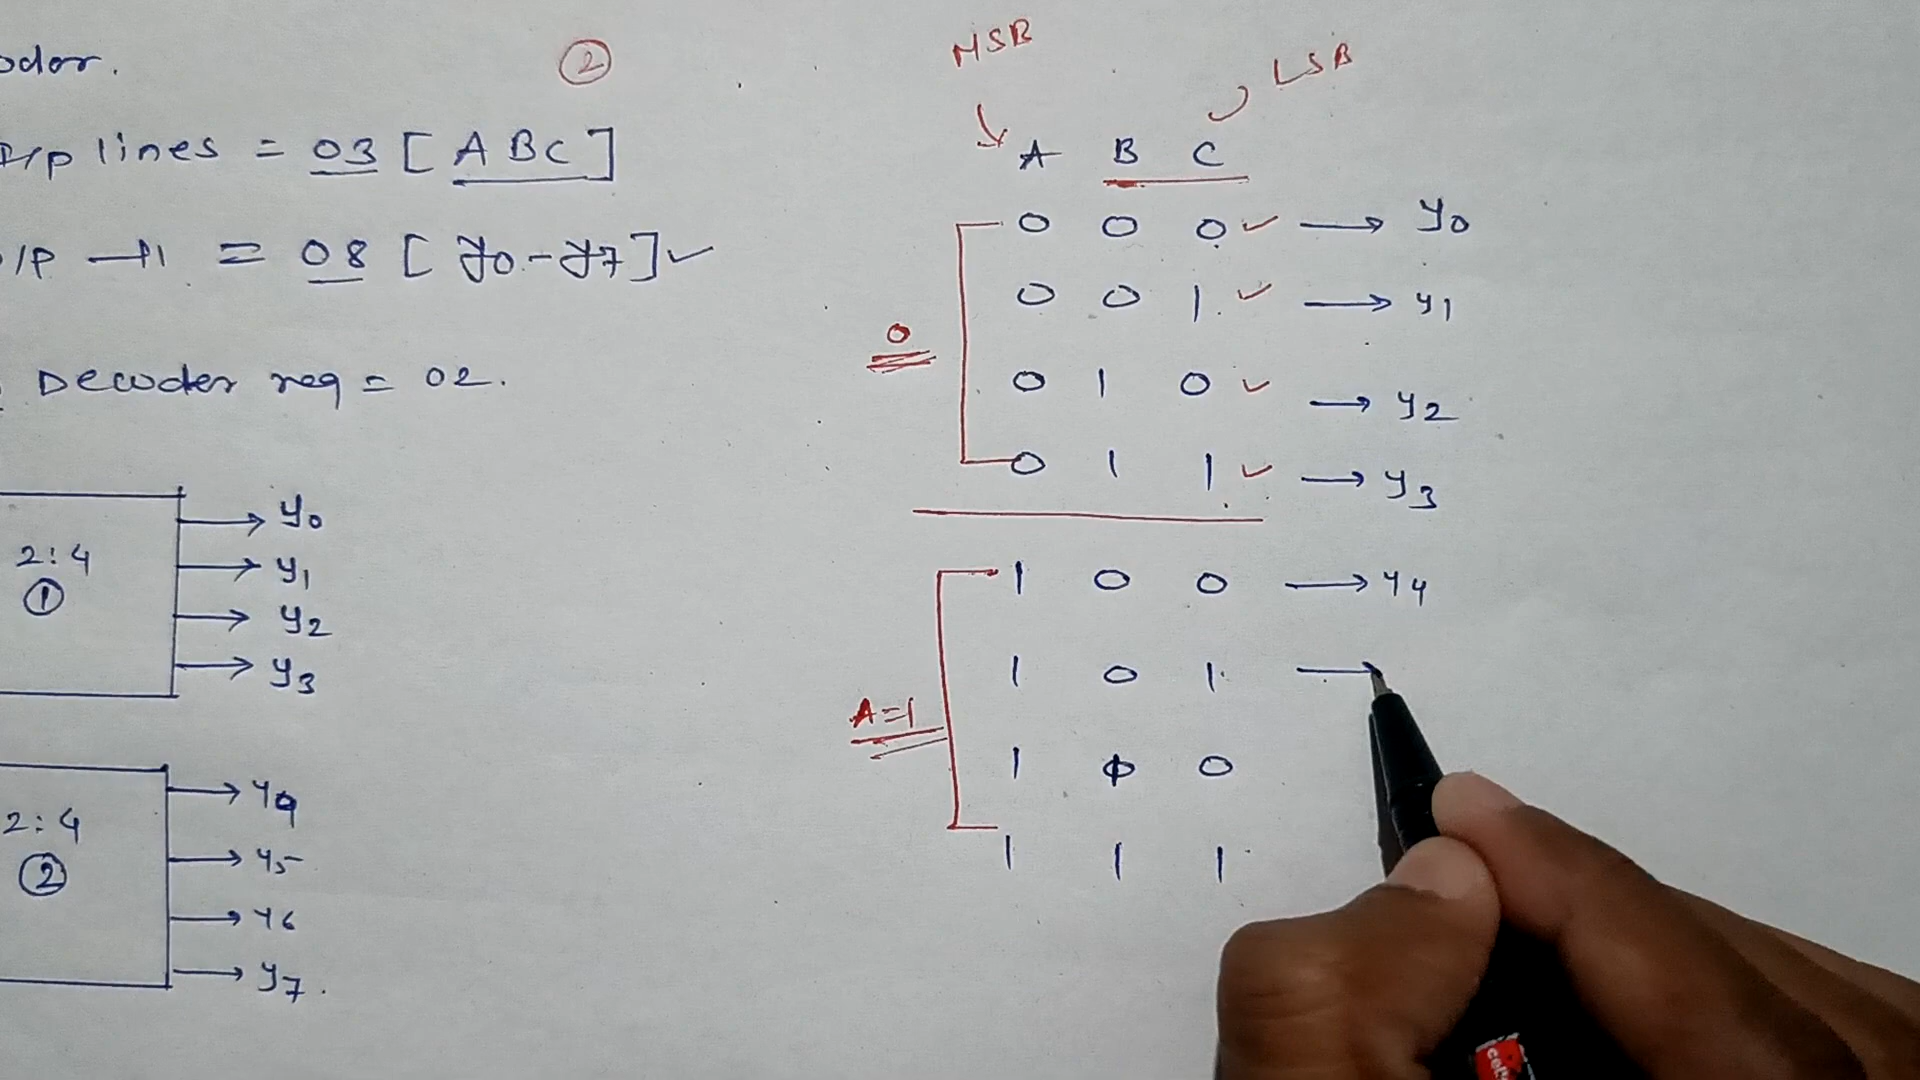 ②
I/p lines = 03 [ A B C ]
= 08 [ y0 - y7 ] ✓
Decoder req = 02.
2:4
①
y0
y1
y2
y3
2:4
②
y4
y5
y6
y7.
MSB
LSB
A B C
0 0 0 ✓ → y0
0 0 1 ✓ → y1
0
0 1 0 ✓ → y2
0 1 1 ✓ → y3
1 0 0 → y4
1 0 1 →
A=1
1 1 0
1 1 1